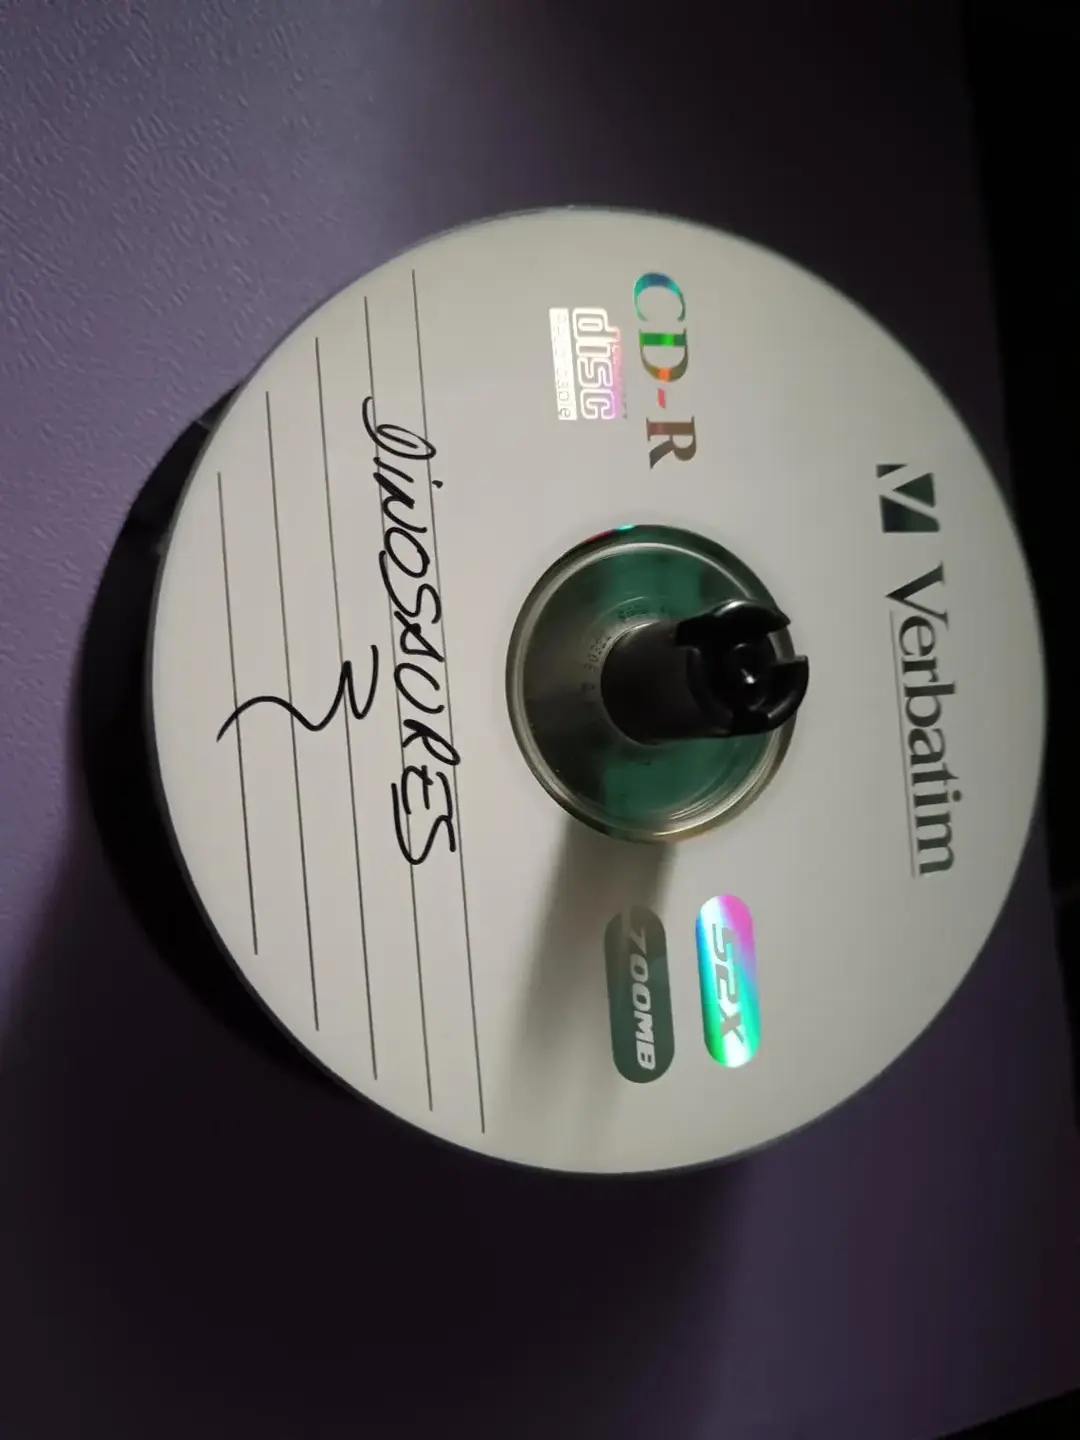 Verbatim
CD-R
disc
52X
700MB
DINOSAURES
3